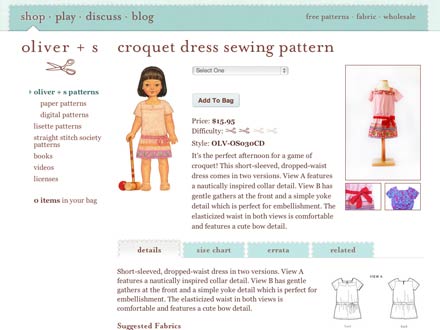 shop · play · discuss · blog
free patterns · fabric · wholesale
oliver + s
croquet dress sewing pattern
oliver + s patterns
paper patterns
digital patterns
lisette patterns
straight stitch society
patterns
books
videos
licenses
0 items in your bag
Select One
Add To Bag
Price: $15.95
Difficulty:
Style: OLV-OS030CD
It's the perfect afternoon for a game of
croquet! This short-sleeved, dropped-waist
dress comes in two versions. View A features
a nautically inspired collar detail. View B has
gentle gathers at the front and a simple yoke
detail which is perfect for embellishment. The
elasticized waist in both views is comfortable
and features a cute bow detail.
details
size chart
errata
related
Short-sleeved, dropped-waist dress in two versions. View A
features a nautically inspired collar detail. View B has gentle
gathers at the front and a simple yoke detail which is perfect for
embellishment. The elasticized waist in both views is
comfortable and features a cute bow detail.
VIEW A
Suggested Fabrics